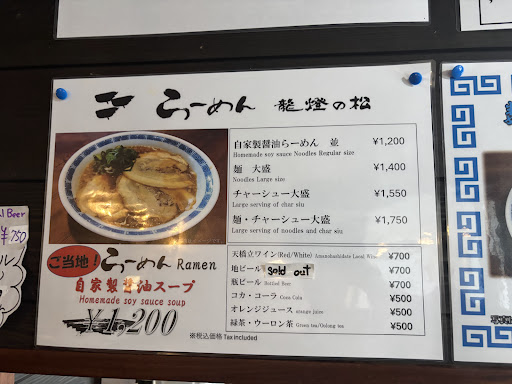 らーめん 龍燈の松
自家製醤油らーめん 並 ¥1,200
Homemade soy sauce Noodles Regular size
麺 大盛 ¥1,400
Noodles Large size
チャーシュー大盛 ¥1,550
Large serving of char siu
麺・チャーシュー大盛 ¥1,750
Large serving of noodles and char siu
ご当地! らーめん Ramen
自家製醤油スープ
Homemade soy sauce soup
¥1,200
天橋立ワイン(Red/White) Amanohashidate Local Wine ¥700
地ビール sold out ¥700
瓶ビール Bottled Beer ¥700
コカ・コーラ Coca Cola ¥500
オレンジジュース orange juice ¥500
緑茶・ウーロン茶 Green tea/Oolong tea ¥500
※税込価格 Tax included
Beer
¥750